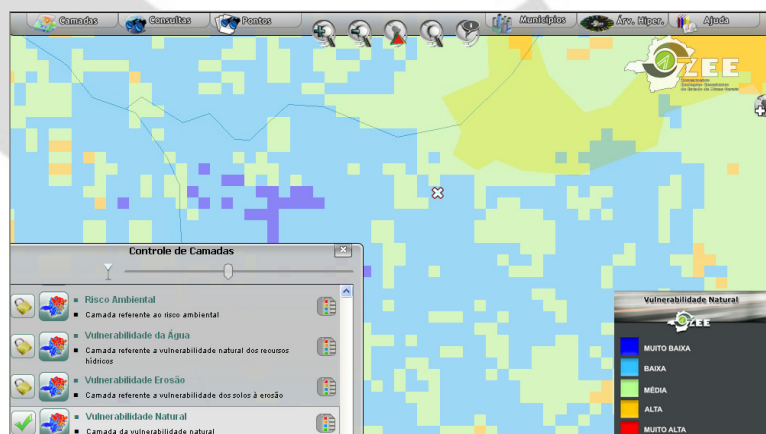 Camadas
Consultas
Pontos
Municípios
Árv. Hiper.
Ajuda
ZEE
Controle de Camadas
Risco Ambiental
Camada referente ao risco ambiental
Vulnerabilidade da Água
Camada referente a vulnerabilidade natural dos recursos
hídricos
Vulnerabilidade Erosão
Camada referente a vulnerabilidade dos solos à erosão
Vulnerabilidade Natural
Camada da vulnerabilidade natural
Vulnerabilidade Natural
ZEE
MUITO BAIXA
BAIXA
MÉDIA
ALTA
MUITO ALTA